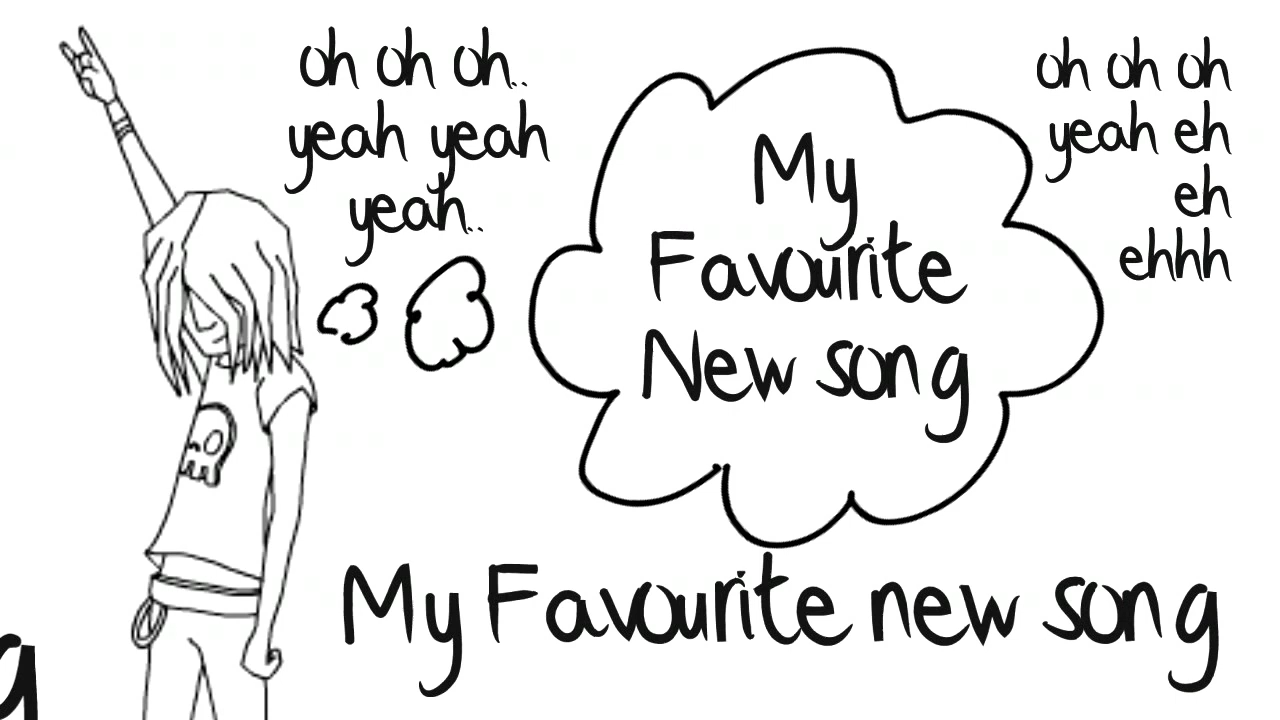 oh oh oh..
yeah yeah
yeah..
My
Favourite
New song
oh oh oh
yeah eh
eh
ehhh
My Favourite new song
g